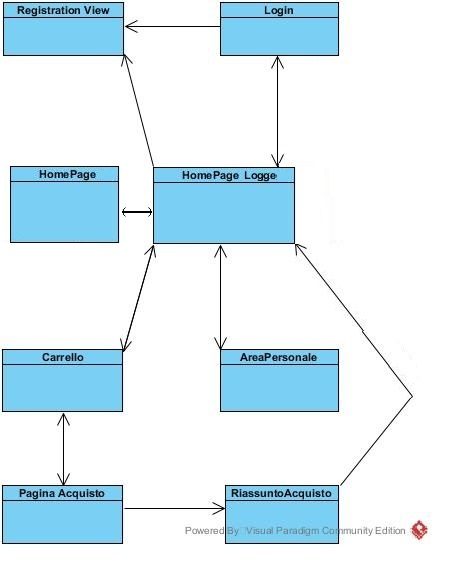 Registration View
Login
HomePage
HomePage Logge
Carrello
AreaPersonale
Pagina Acquisto
RiassuntoAcquisto
Powered By Visual Paradigm Community Edition